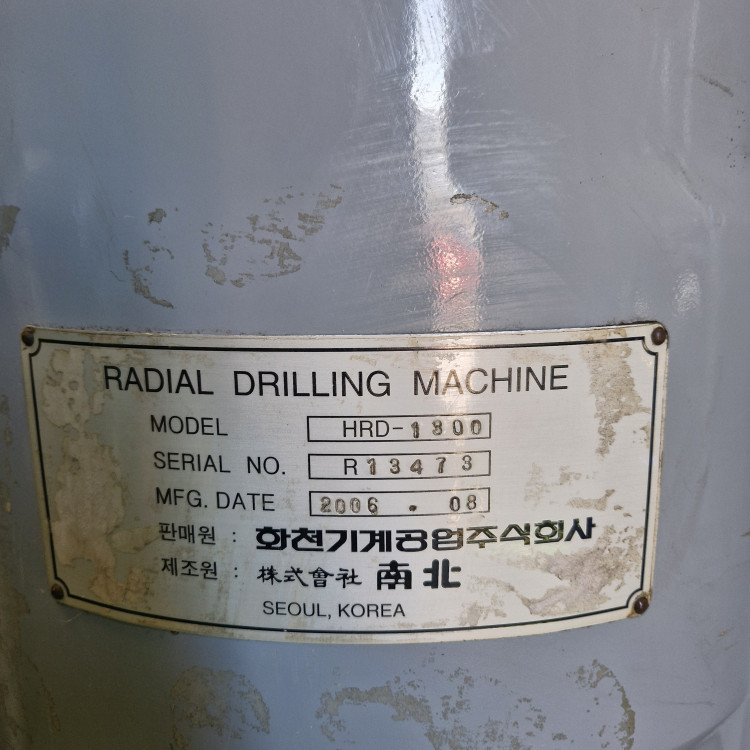 RADIAL DRILLING MACHINE
MODEL HRD-1300
SERIAL NO. R13473
MFG. DATE 2006 . 08
판매원 : 화천기계공업주식회사
제조원 : 株式會社 南北
SEOUL, KOREA